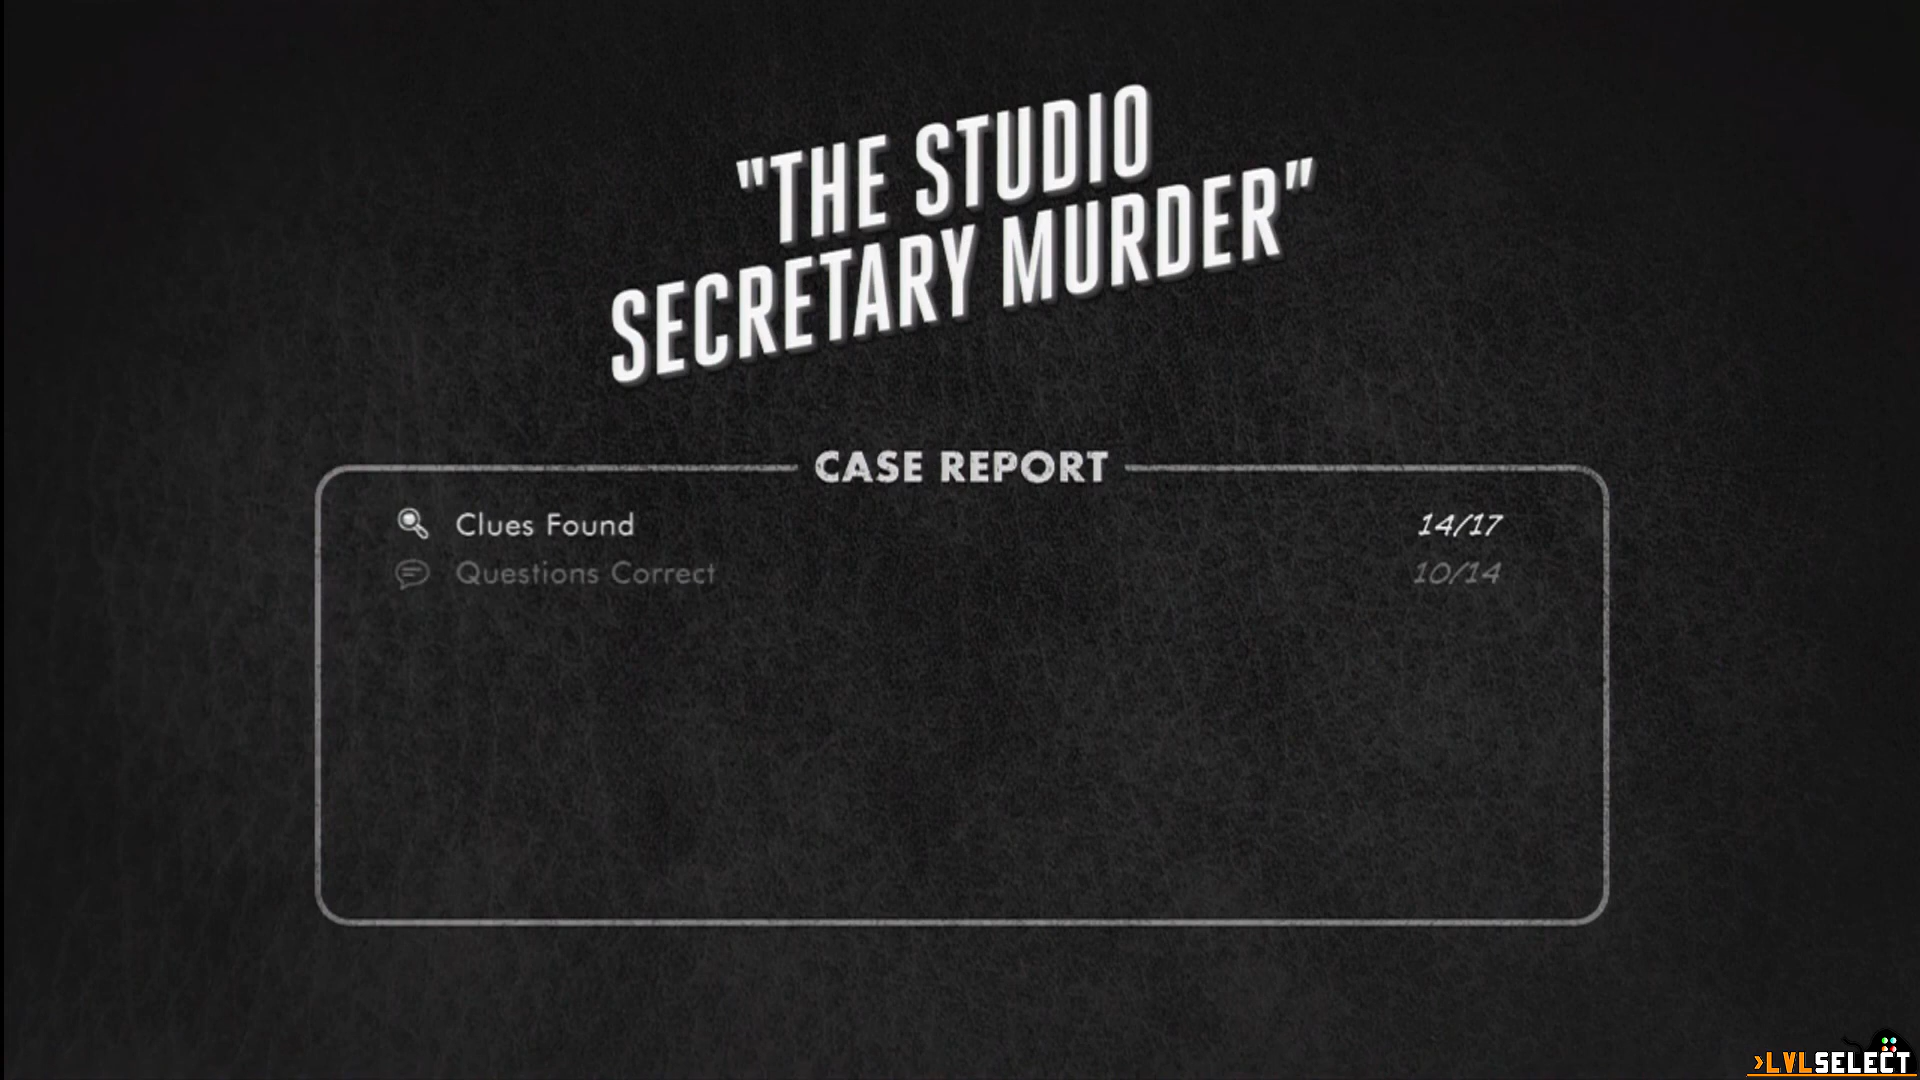 "THE STUDIO
SECRETARY MURDER"
CASE REPORT
Clues Found 14/17
Questions Correct 10/14
›LVLSELECT